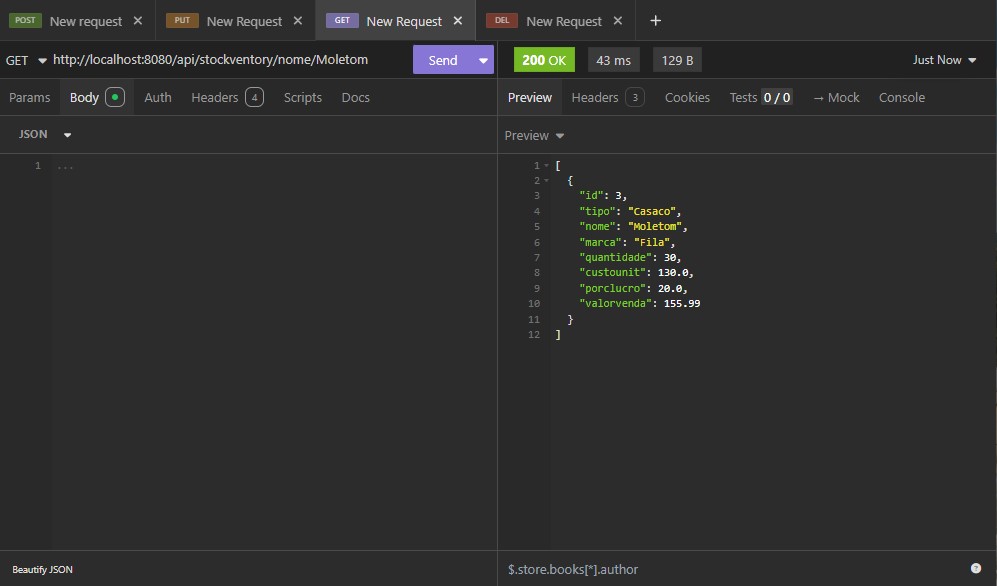 POST New request ✕ PUT New Request ✕ GET New Request ✕ DEL New Request ✕ +
GET http://localhost:8080/api/stockventory/nome/Moletom Send
200 OK 43 ms 129 B Just Now
Params Body Auth Headers 4 Scripts Docs
Preview Headers 3 Cookies Tests 0 / 0 → Mock Console
JSON
Preview
1 ...
1 [
2 {
3 "id": 3,
4 "tipo": "Casaco",
5 "nome": "Moletom",
6 "marca": "Fila",
7 "quantidade": 30,
8 "custounit": 130.0,
9 "porclucro": 20.0,
10 "valorvenda": 155.99
11 }
12 ]
Beautify JSON
$.store.books[*].author ?